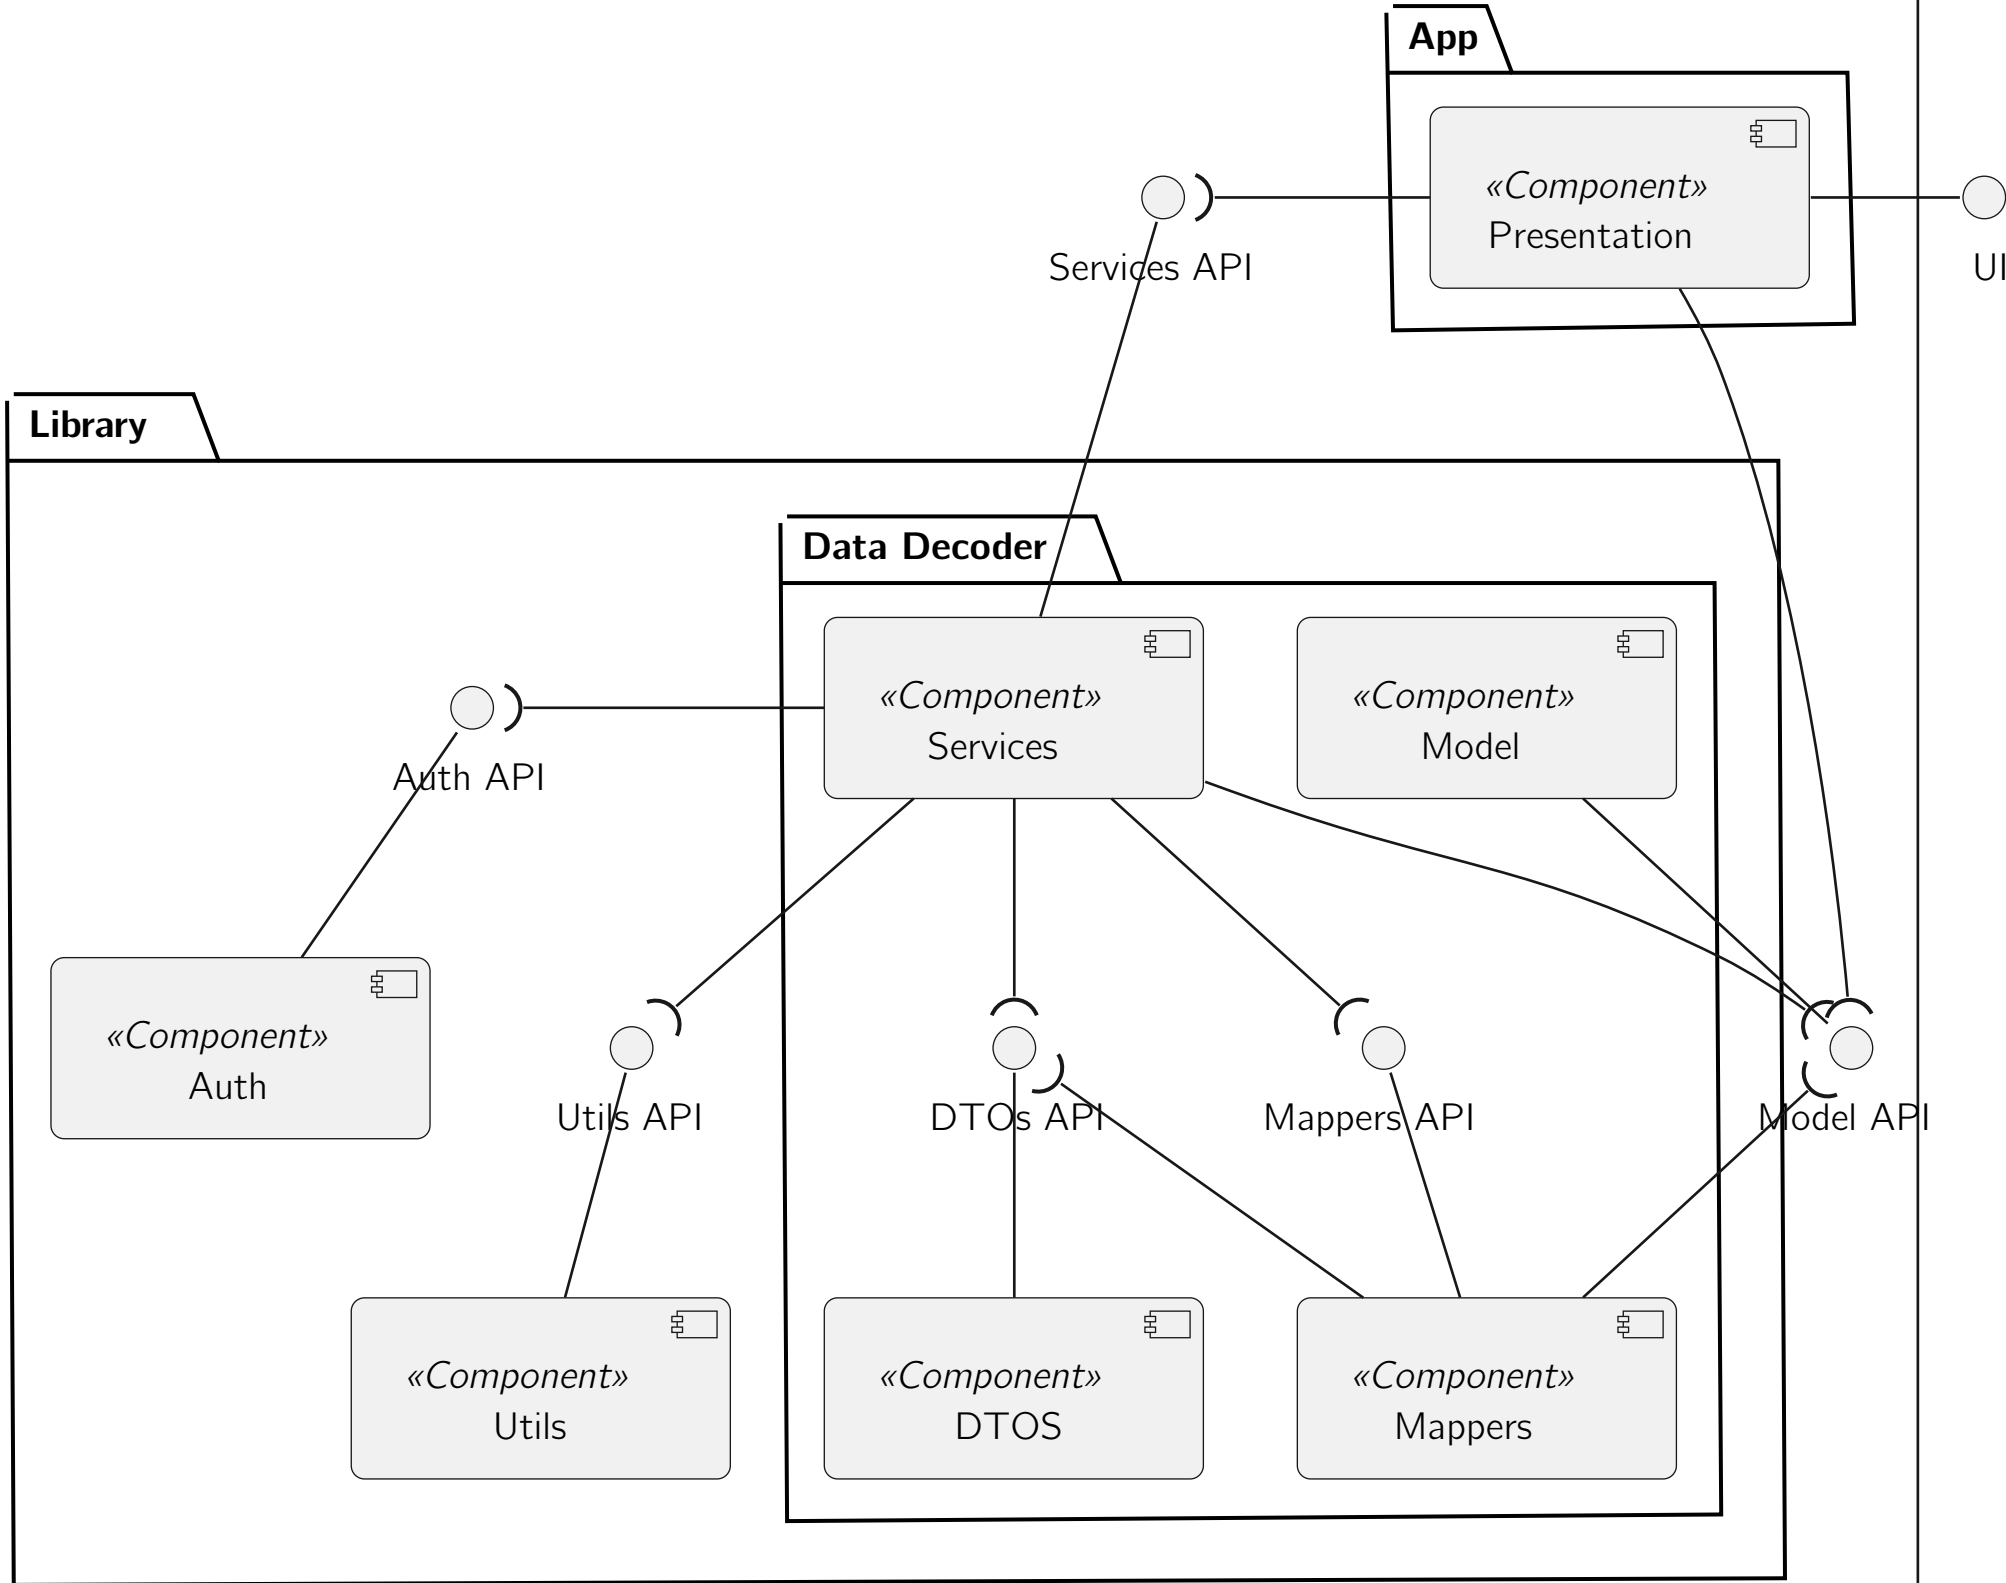 App
«Component»
Presentation
Services API
UI
Library
Data Decoder
«Component»
Services
«Component»
Model
Auth API
«Component»
Auth
Utils API
DTOs API
Mappers API
Model API
«Component»
Utils
«Component»
DTOS
«Component»
Mappers